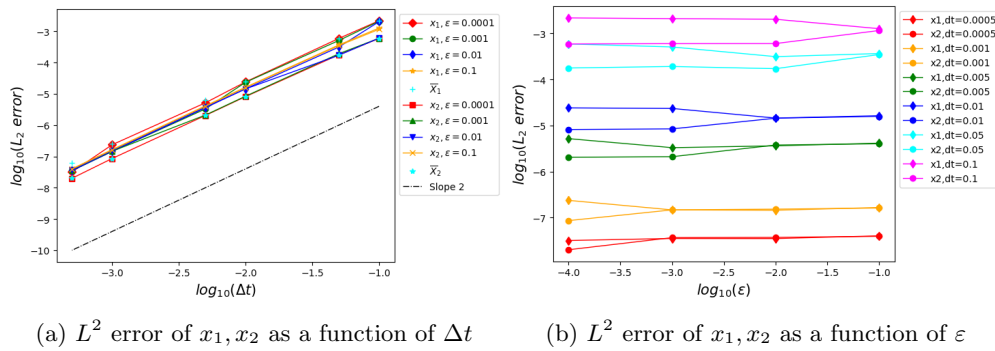 −3
−4
−5
−6
−7
−8
−9
−10
log₁₀(L₂ error)
−3.0
−2.5
−2.0
−1.5
−1.0
log₁₀(Δt)
x₁, ε = 0.0001
x₁, ε = 0.001
x₁, ε = 0.01
x₁, ε = 0.1
X̅₁
x₂, ε = 0.0001
x₂, ε = 0.001
x₂, ε = 0.01
x₂, ε = 0.1
X̅₂
Slope 2
−3
−4
−5
−6
−7
log₁₀(L₂ error)
−4.0
−3.5
−3.0
−2.5
−2.0
−1.5
−1.0
log₁₀(ε)
x1,dt=0.0005
x2,dt=0.0005
x1,dt=0.001
x2,dt=0.001
x1,dt=0.005
x2,dt=0.005
x1,dt=0.01
x2,dt=0.01
x1,dt=0.05
x2,dt=0.05
x1,dt=0.1
x2,dt=0.1
(a) L² error of x₁, x₂ as a function of Δt
(b) L² error of x₁, x₂ as a function of ε